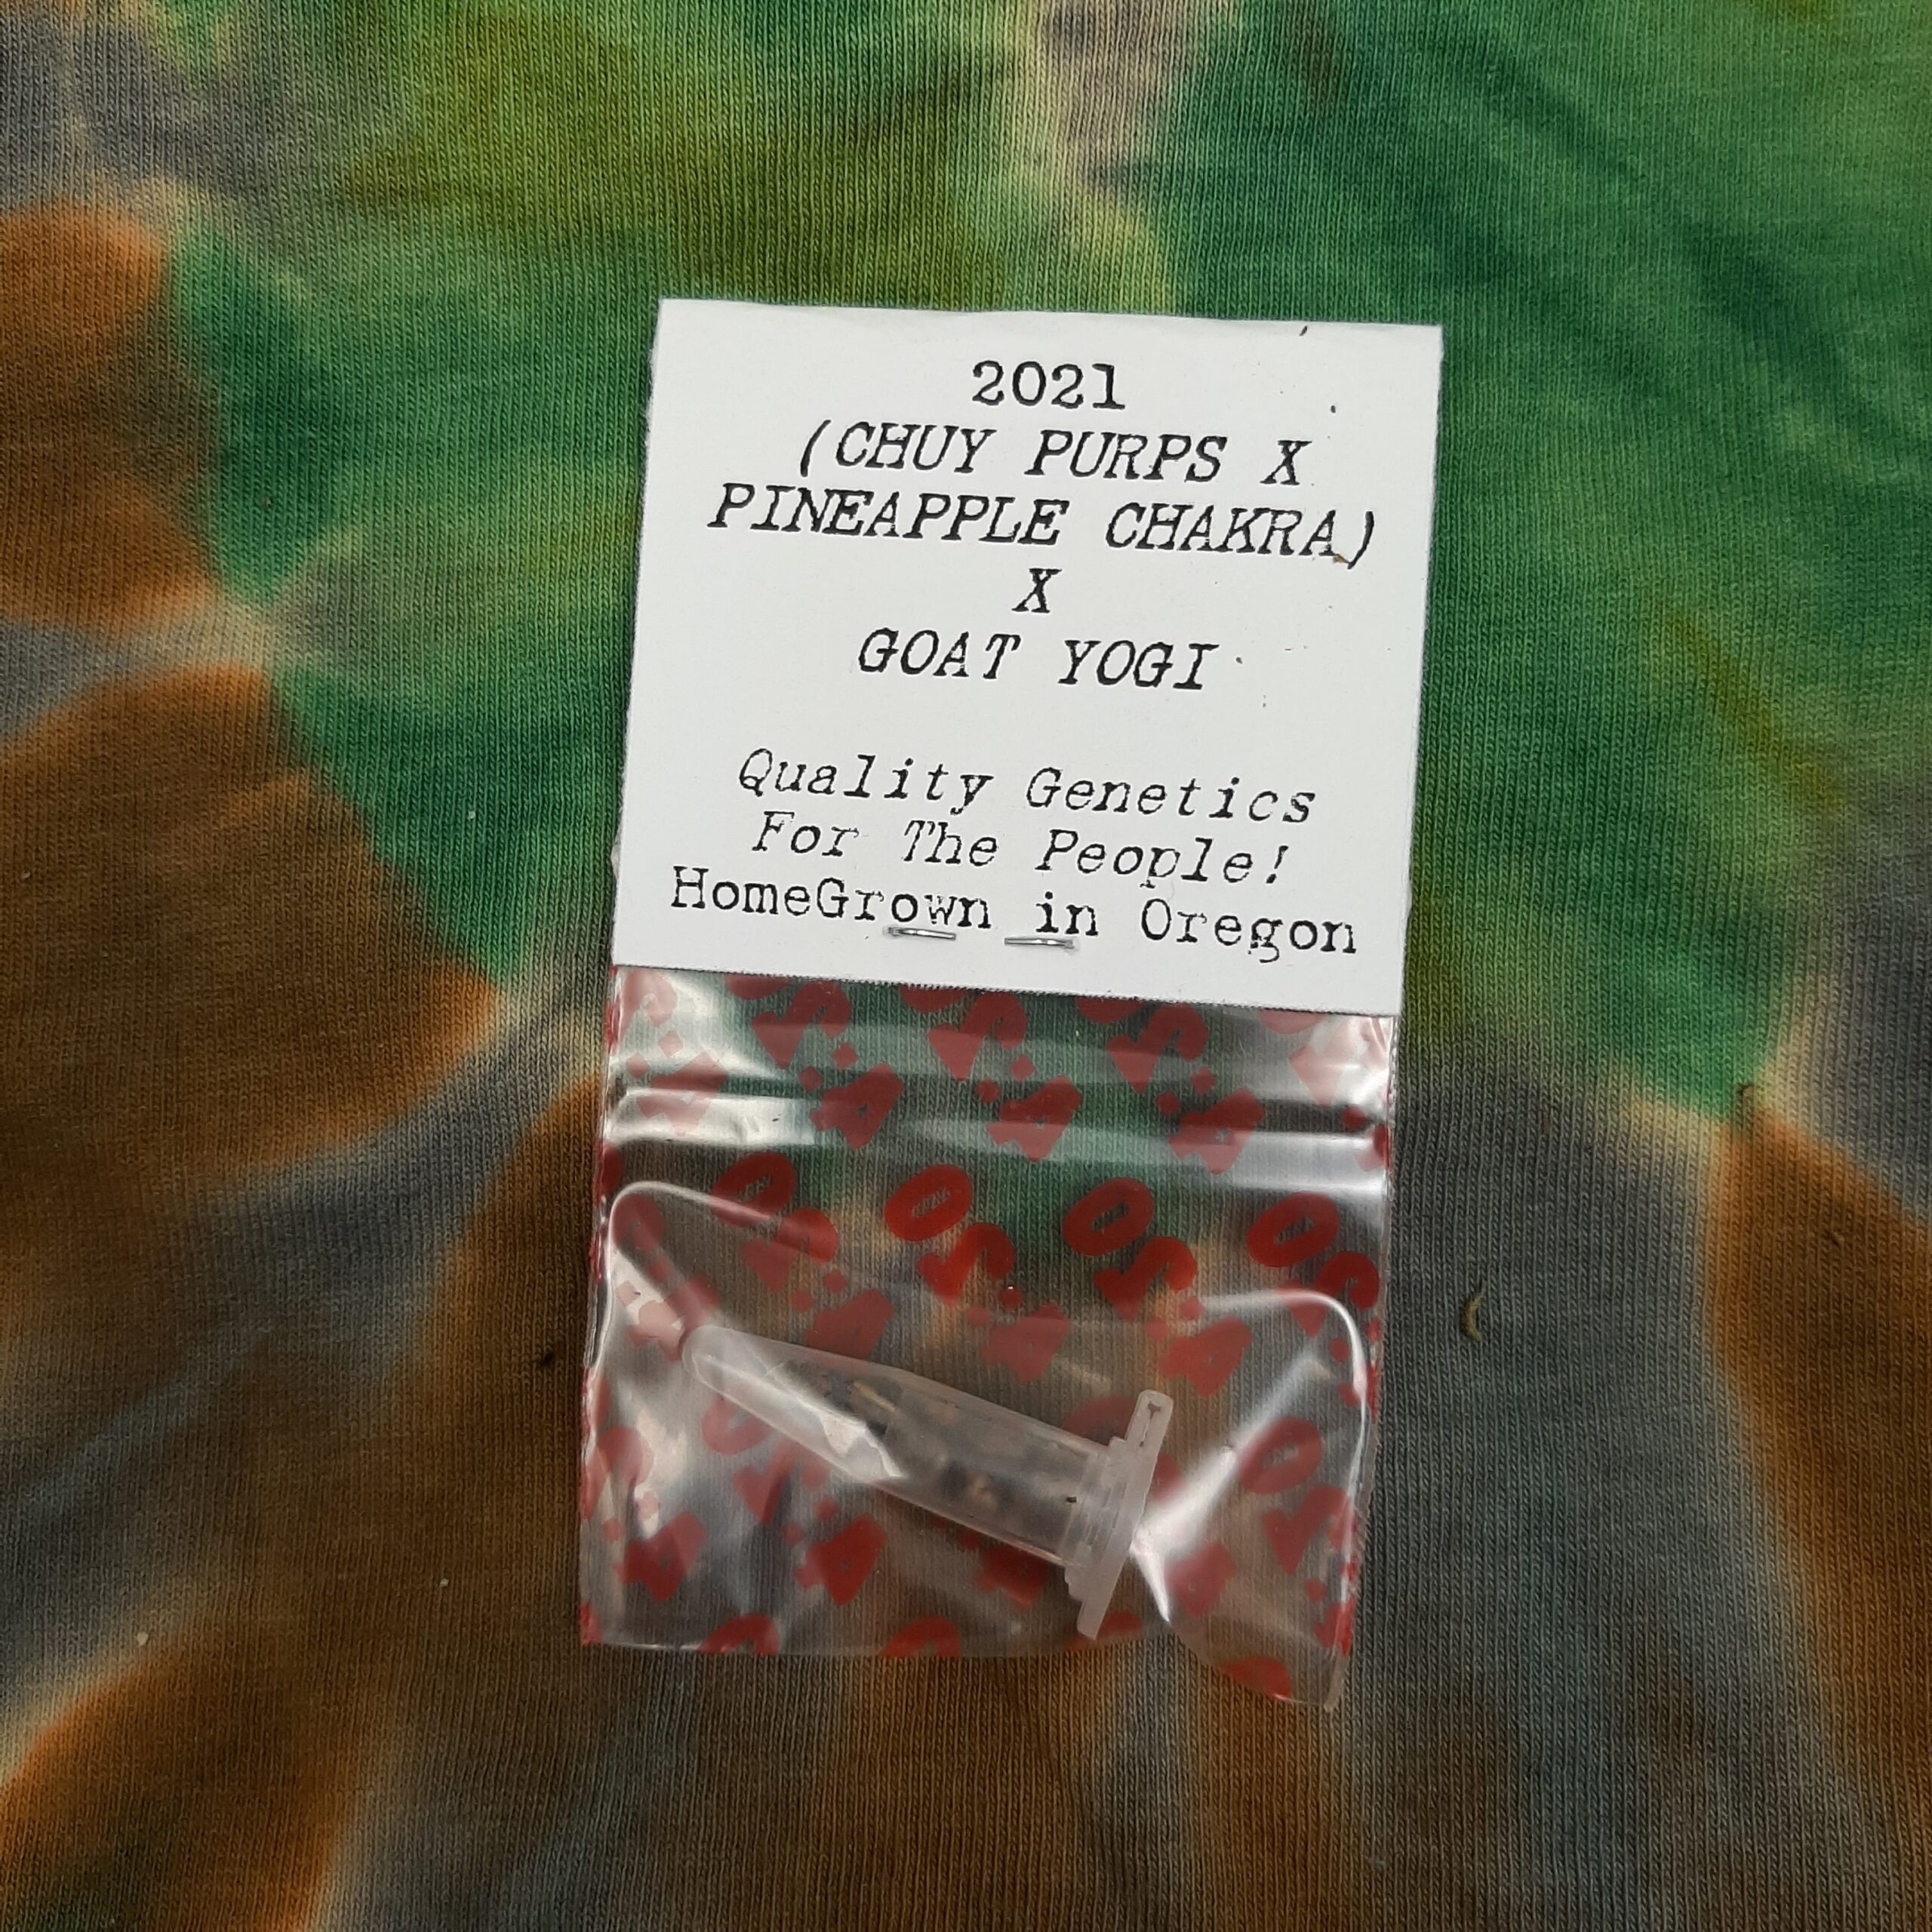 2021
(CHUY PURPS X
PINEAPPLE CHAKRA)
X
GOAT YOGI
Quality Genetics
For The People!
HomeGrown in Oregon